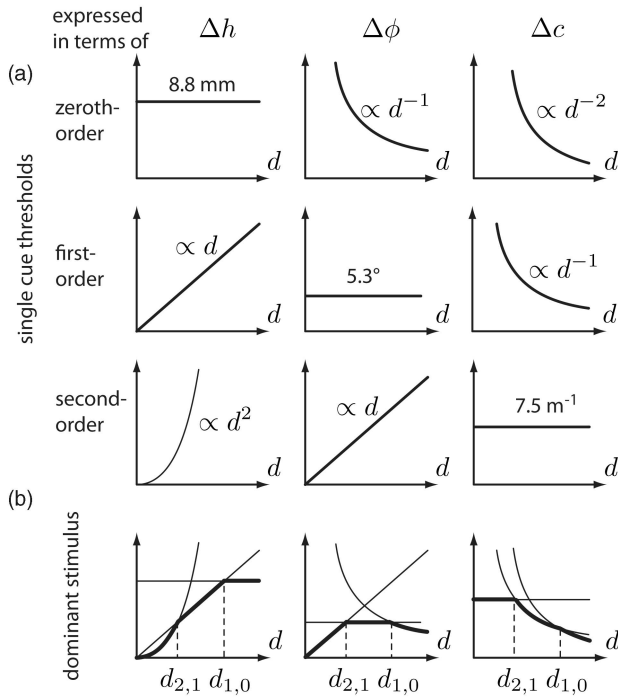 expressed
in terms of
Δh Δϕ Δc
(a)
single cue thresholds
zeroth-
order
8.8 mm
d
∝ d⁻¹
d
∝ d⁻²
d
first-
order
∝ d
d
5.3°
d
∝ d⁻¹
d
second-
order
∝ d²
d
∝ d
d
7.5 m⁻¹
d
(b)
dominant stimulus
d
d₂,₁ d₁,₀
d
d₂,₁ d₁,₀
d
d₂,₁ d₁,₀